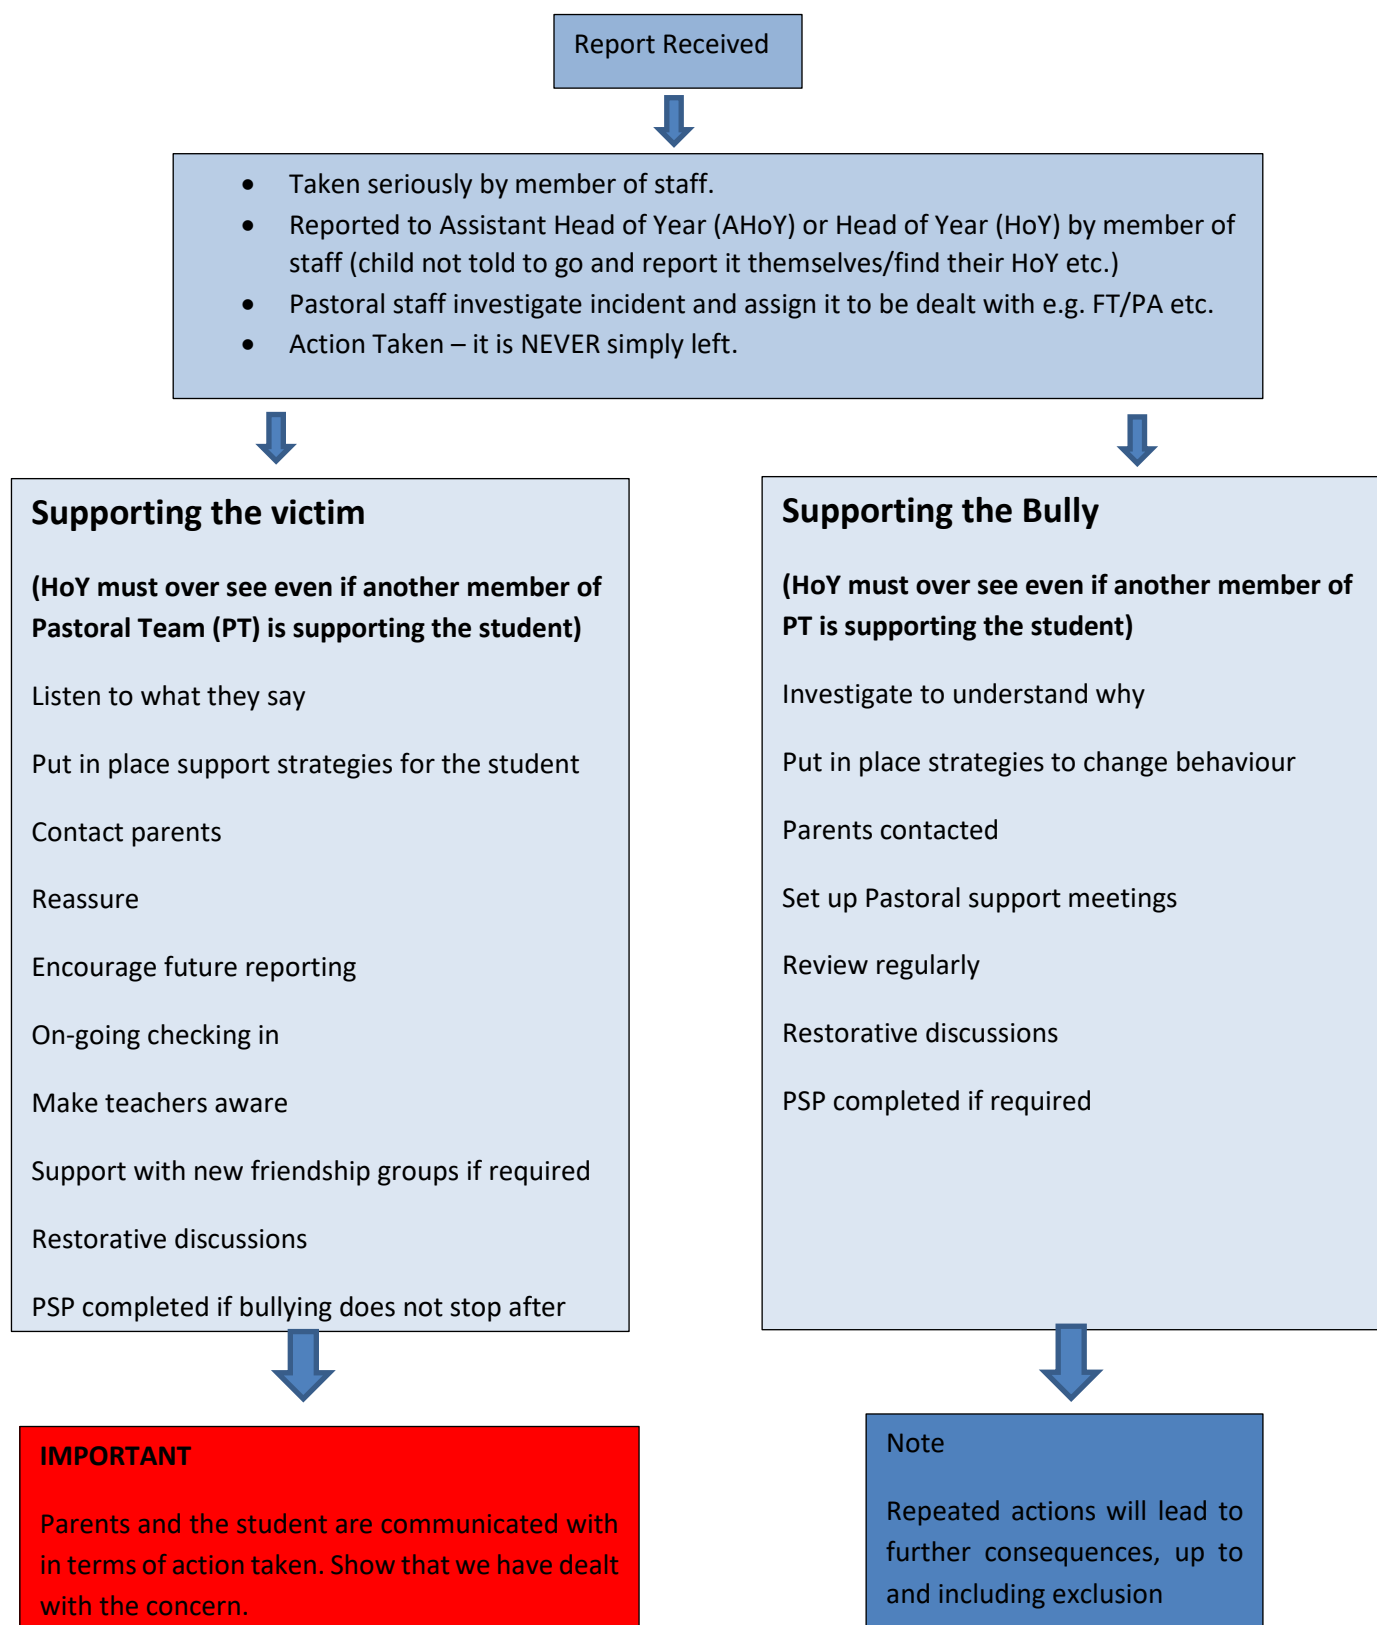 Report Received
• Taken seriously by member of staff.
• Reported to Assistant Head of Year (AHoY) or Head of Year (HoY) by member of
staff (child not told to go and report it themselves/find their HoY etc.)
• Pastoral staff investigate incident and assign it to be dealt with e.g. FT/PA etc.
• Action Taken – it is NEVER simply left.
Supporting the victim
(HoY must over see even if another member of
Pastoral Team (PT) is supporting the student)
Listen to what they say
Put in place support strategies for the student
Contact parents
Reassure
Encourage future reporting
On-going checking in
Make teachers aware
Support with new friendship groups if required
Restorative discussions
PSP completed if bullying does not stop after
Supporting the Bully
(HoY must over see even if another member of
PT is supporting the student)
Investigate to understand why
Put in place strategies to change behaviour
Parents contacted
Set up Pastoral support meetings
Review regularly
Restorative discussions
PSP completed if required
IMPORTANT
Parents and the student are communicated with
in terms of action taken. Show that we have dealt
with the concern.
Note
Repeated actions will lead to
further consequences, up to
and including exclusion